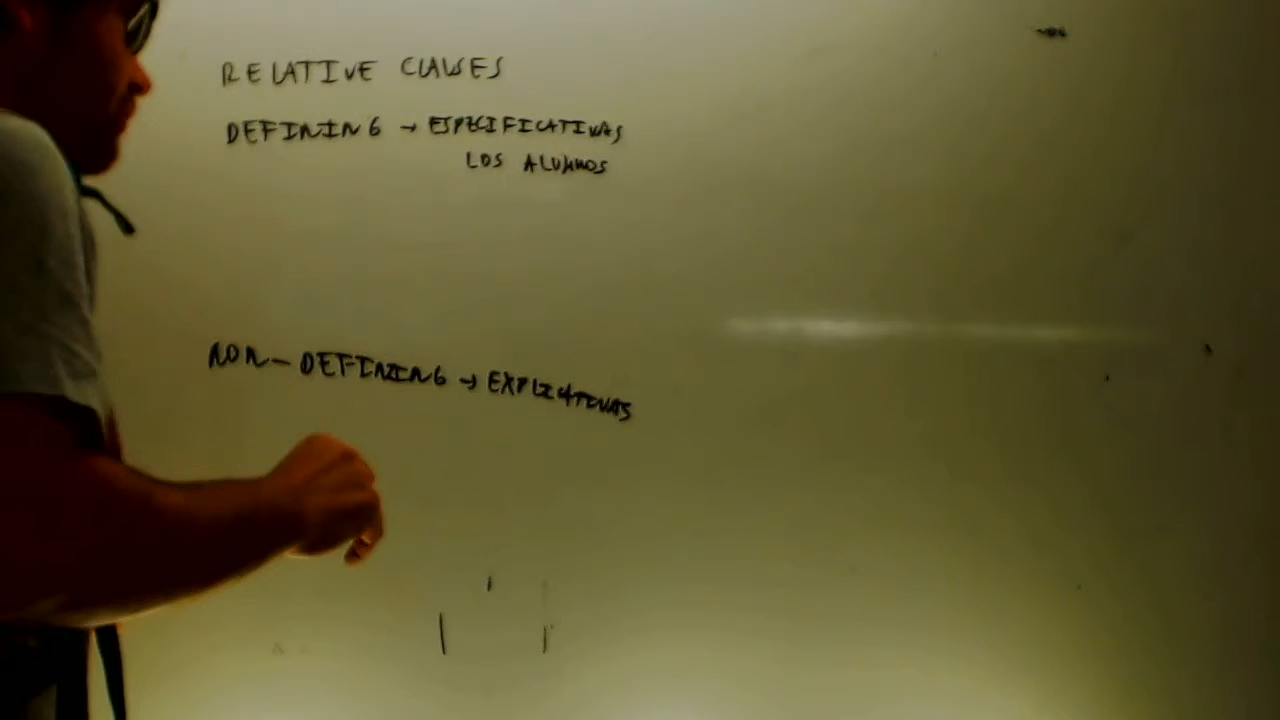 RELATIVE CLAUSES
DEFINING → ESPECIFICATIVAS
LOS ALUMNOS
NON-DEFINING → EXPLICATIVAS